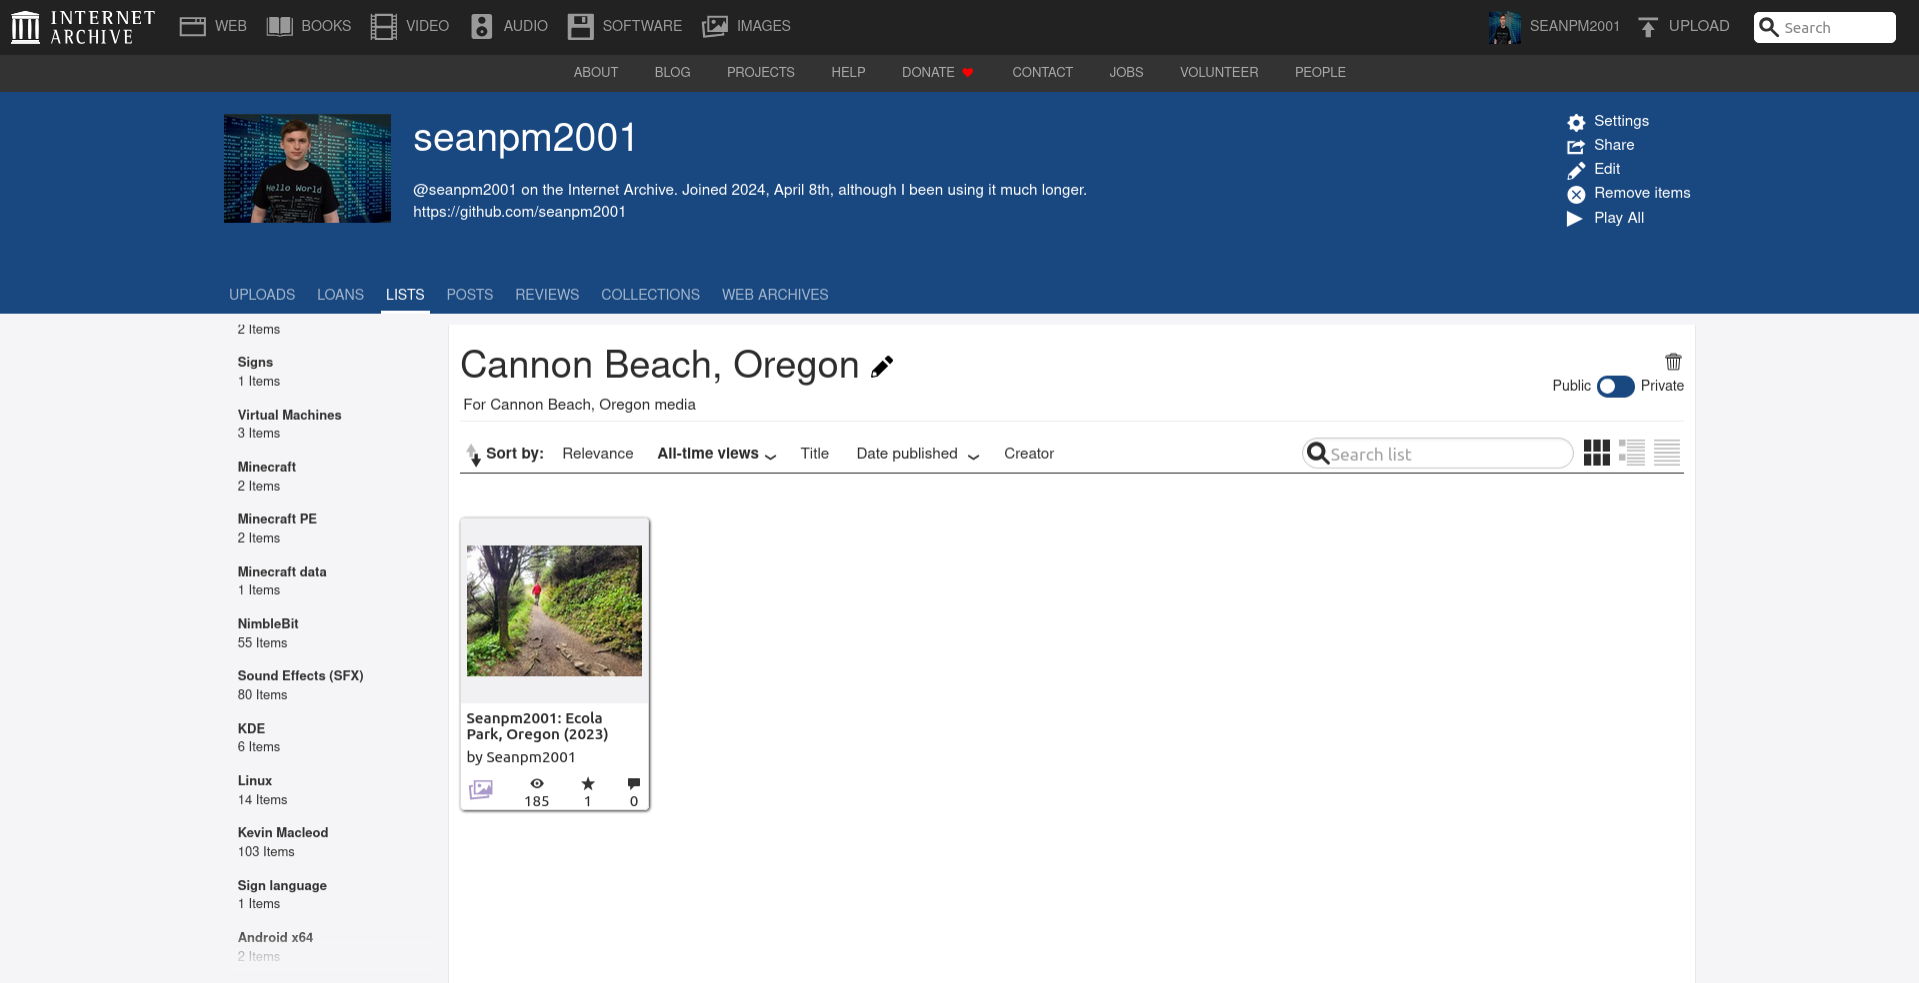 INTERNET
ARCHIVE
WEB
BOOKS
VIDEO
AUDIO
SOFTWARE
IMAGES
SEANPM2001
UPLOAD
Search
ABOUT
BLOG
PROJECTS
HELP
DONATE
CONTACT
JOBS
VOLUNTEER
PEOPLE
Hello World
seanpm2001
@seanpm2001 on the Internet Archive. Joined 2024, April 8th, although I been using it much longer.
https://github.com/seanpm2001
Settings
Share
Edit
Remove items
Play All
UPLOADS
LOANS
LISTS
POSTS
REVIEWS
COLLECTIONS
WEB ARCHIVES
2 Items
Signs
1 Items
Virtual Machines
3 Items
Minecraft
2 Items
Minecraft PE
2 Items
Minecraft data
1 Items
NimbleBit
55 Items
Sound Effects (SFX)
80 Items
KDE
6 Items
Linux
14 Items
Kevin Macleod
103 Items
Sign language
1 Items
Android x64
2 Items
Cannon Beach, Oregon
For Cannon Beach, Oregon media
Public
Private
Sort by:
Relevance
All-time views
Title
Date published
Creator
Search list
Seanpm2001: Ecola
Park, Oregon (2023)
by Seanpm2001
185
1
0